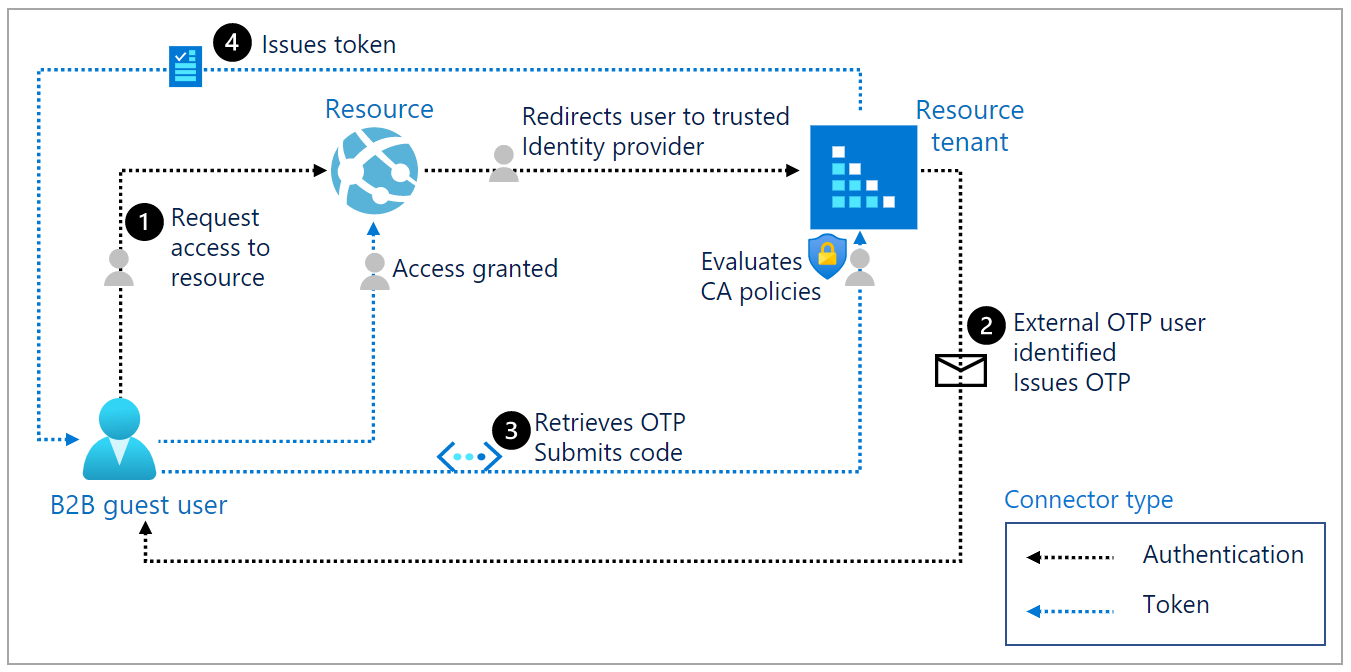 4 Issues token
Resource
Redirects user to trusted
Identity provider
Resource
tenant
1 Request
access to
resource
Access granted
Evaluates
CA policies
2 External OTP user
identified
Issues OTP
3 Retrieves OTP
Submits code
B2B guest user
Connector type
Authentication
Token